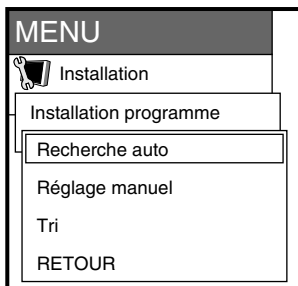 MENU
Installation
Installation programme
Recherche auto
Réglage manuel
Tri
RETOUR